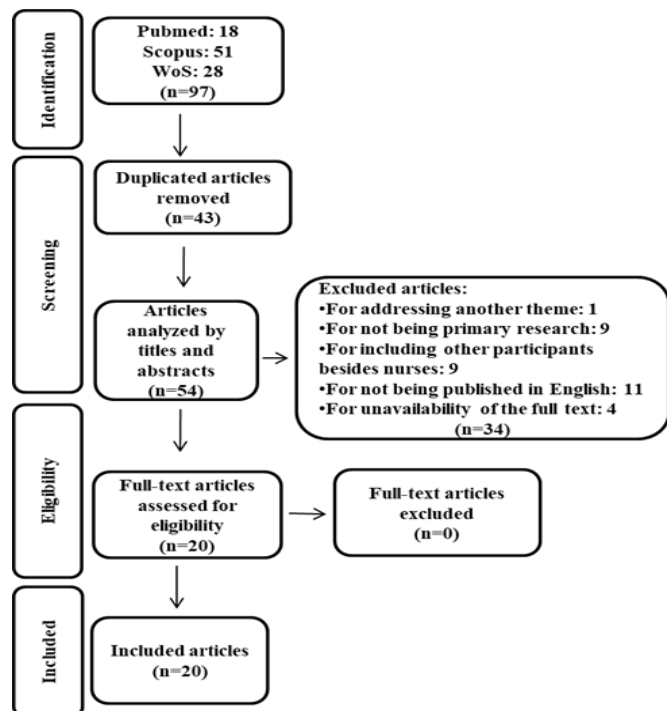 Identification
Pubmed: 18
Scopus: 51
WoS: 28
(n=97)
Screening
Duplicated articles
removed
(n=43)
Articles
analyzed by
titles and
abstracts
(n=54)
Excluded articles:
•For addressing another theme: 1
•For not being primary research: 9
•For including other participants
besides nurses: 9
•For not being published in English: 11
•For unavailability of the full text: 4
(n=34)
Eligibility
Full-text articles
assessed for
eligibility
(n=20)
Full-text articles
excluded
(n=0)
Included
Included articles
(n=20)